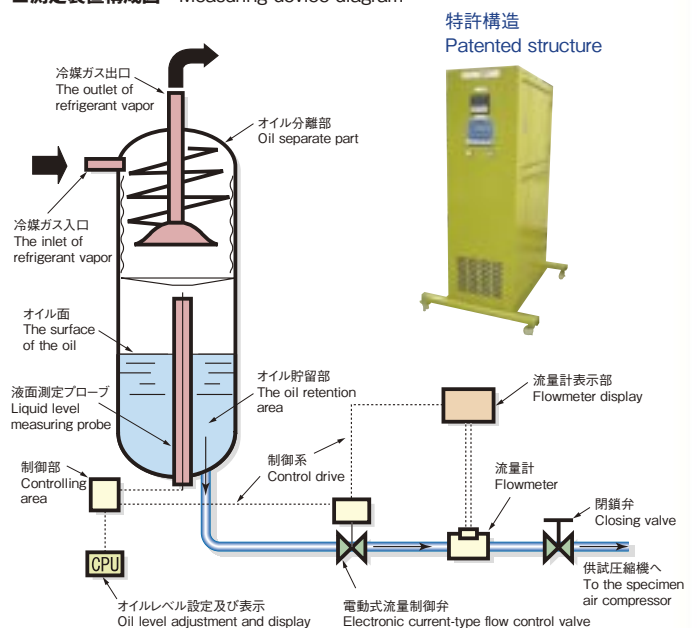 ■測定装置構成図 Measuring device diagram
特許構造
Patented structure
冷媒ガス出口
The outlet of
refrigerant vapor
オイル分離部
Oil separate part
冷媒ガス入口
The inlet of
refrigerant vapor
オイル面
The surface
of the oil
オイル貯留部
The oil retention
area
液面測定プローブ
Liquid level
measuring probe
流量計表示部
Flowmeter display
制御部
Controlling
area
制御系
Control drive
流量計
Flowmeter
閉鎖弁
Closing valve
CPU
供試圧縮機へ
To the specimen
air compressor
オイルレベル設定及び表示
Oil level adjustment and display
電動式流量制御弁
Electronic current-type flow control valve